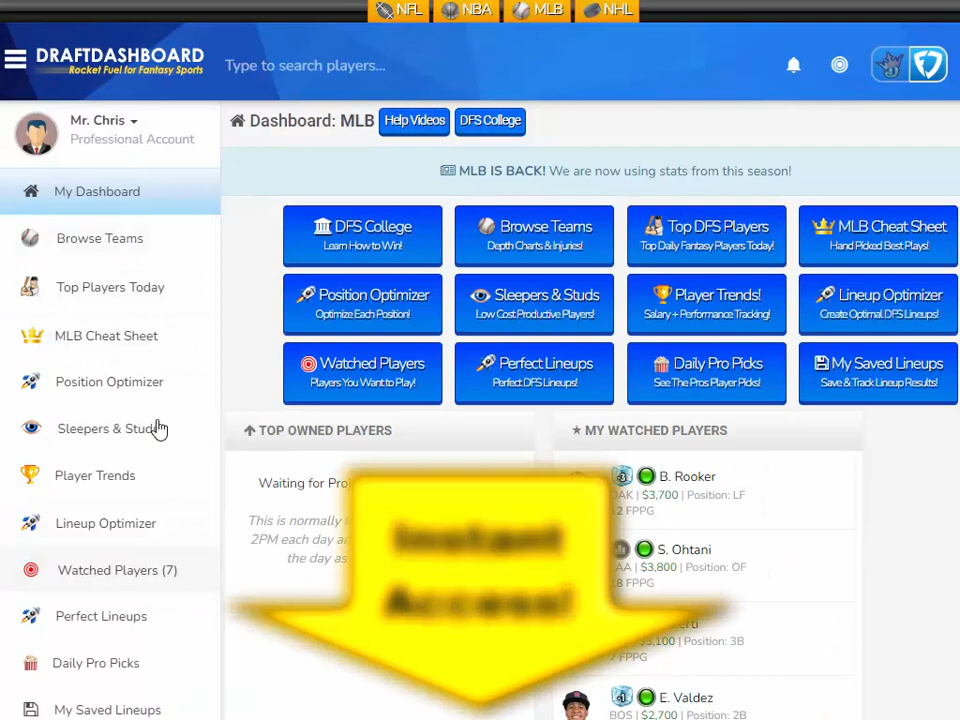 NFL NBA MLB NHL
DRAFTDASHBOARD
Rocket Fuel for Fantasy Sports
Type to search players...
Mr. Chris
Professional Account
Dashboard: MLB
Help Videos
DFS College
My Dashboard
Browse Teams
Top Players Today
MLB Cheat Sheet
Position Optimizer
Sleepers & Studs
Player Trends
Lineup Optimizer
Watched Players (7)
Perfect Lineups
Daily Pro Picks
My Saved Lineups
MLB IS BACK! We are now using stats from this season!
DFS College
Learn How to Win!
Browse Teams
Depth Charts & Injuries!
Top DFS Players
Top Daily Fantasy Players Today!
MLB Cheat Sheet
Hand Picked Best Plays!
Position Optimizer
Optimize Each Position!
Sleepers & Studs
Low Cost Productive Players!
Player Trends!
Salary + Performance Tracking!
Lineup Optimizer
Create Optimal DFS Lineups!
Watched Players
Players You Want to Play!
Perfect Lineups
Perfect DFS Lineups!
Daily Pro Picks
See The Pros Player Picks!
My Saved Lineups
Save & Track Lineup Results!
TOP OWNED PLAYERS
Waiting for
This is normally
2PM each day
the day as
MY WATCHED PLAYERS
B. Rooker
OAK | $3,700 | Position: LF
FPPG
S. Ohtani
$3,800 | Position: OF
FPPG
Position: 3B
FPPG
E. Valdez
BOS | $2,700 | Position: 2B
Instant
Access!